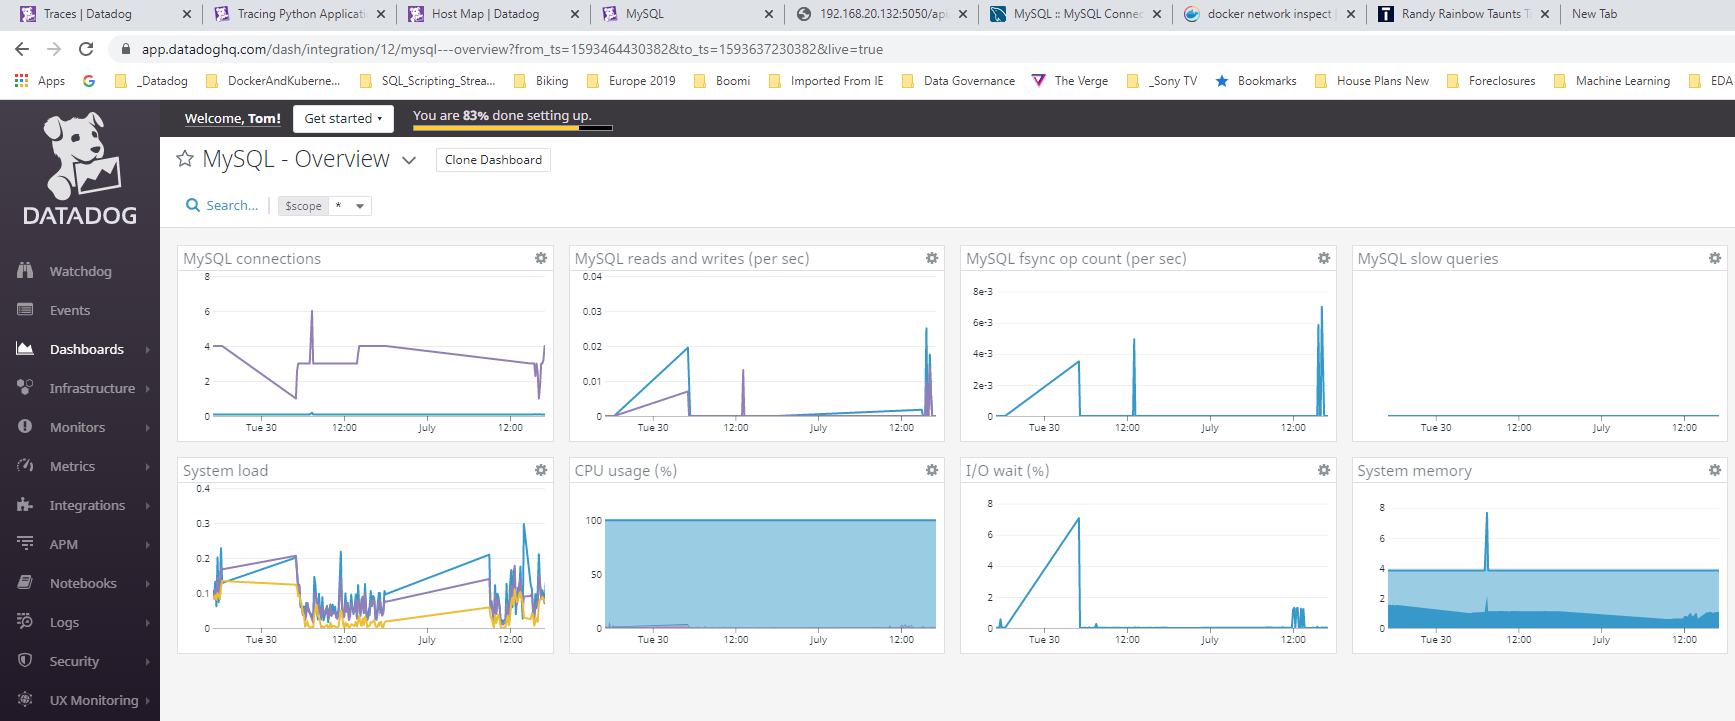 Traces | Datadog
Tracing Python Applicati
Host Map | Datadog
MySQL
192.168.20.132:5050/api
MySQL :: MySQL Connec
docker network inspect |
Randy Rainbow Taunts T
New Tab
app.datadoghq.com/dash/integration/12/mysql---overview?from_ts=1593464430382&to_ts=1593637230382&live=true
Apps
_Datadog
DockerAndKuberne...
SQL_Scripting_Strea...
Biking
Europe 2019
Boomi
Imported From IE
Data Governance
The Verge
_Sony TV
Bookmarks
House Plans New
Foreclosures
Machine Learning
EDA
Welcome, Tom!
Get started
You are 83% done setting up.
DATADOG
Watchdog
Events
Dashboards
Infrastructure
Monitors
Metrics
Integrations
APM
Notebooks
Logs
Security
UX Monitoring
MySQL - Overview
Clone Dashboard
Search...
$scope *
MySQL connections
8
6
4
2
0
Tue 30 12:00 July 12:00
MySQL reads and writes (per sec)
0.04
0.03
0.02
0.01
0
Tue 30 12:00 July 12:00
MySQL fsync op count (per sec)
8e-3
6e-3
4e-3
2e-3
0
Tue 30 12:00 July 12:00
MySQL slow queries
Tue 30 12:00 July 12:00
System load
0.4
0.3
0.2
0.1
0
Tue 30 12:00 July 12:00
CPU usage (%)
100
50
0
Tue 30 12:00 July 12:00
I/O wait (%)
8
6
4
2
0
Tue 30 12:00 July 12:00
System memory
8
6
4
2
0
Tue 30 12:00 July 12:00